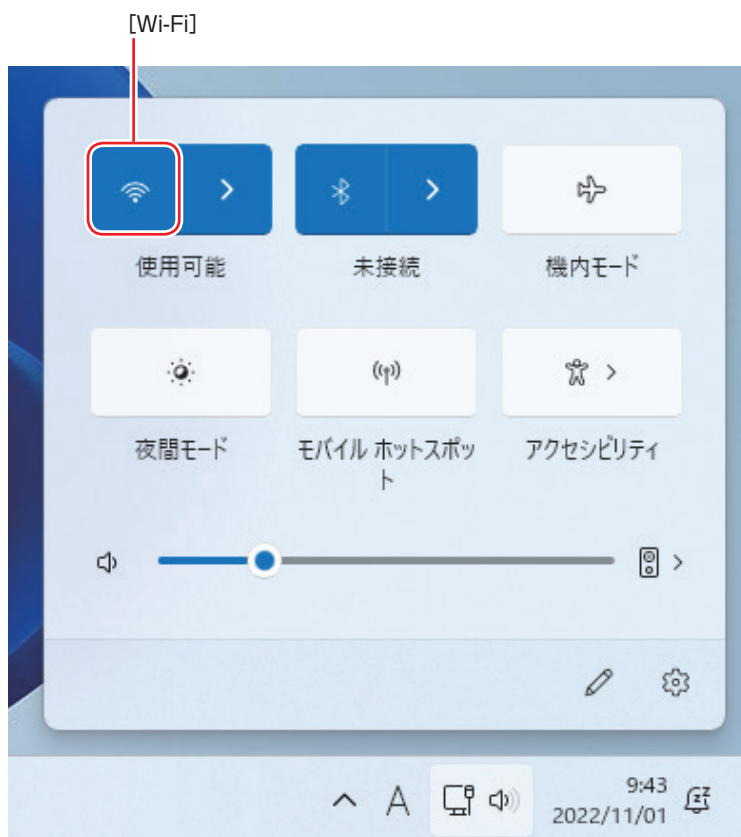 [Wi-Fi]
使用可能
未接続
機内モード
夜間モード
モバイル ホットスポッ
ト
アクセシビリティ
A
9:43
2022/11/01